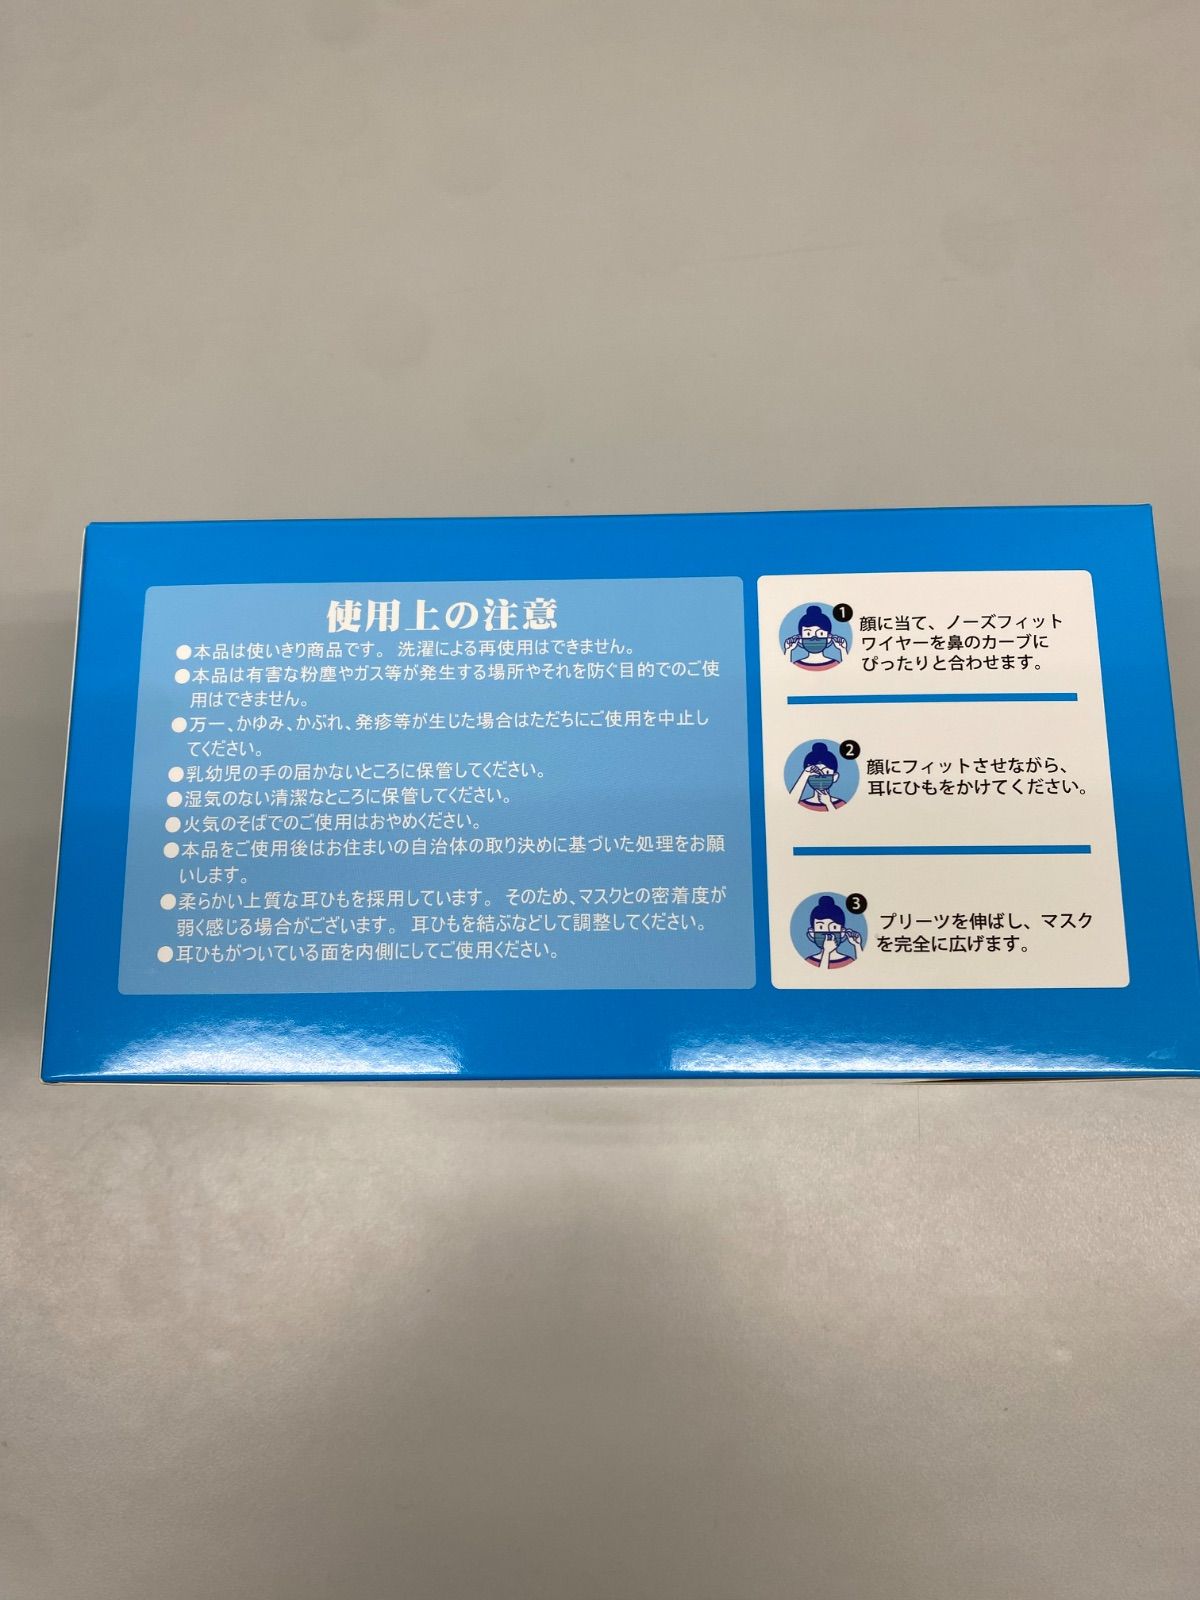 使用上の注意
●本品は使いきり商品です。 洗濯による再使用はできません。
●本品は有害な粉塵やガス等が発生する場所やそれを防ぐ目的でのご使
用はできません。
●万一、かゆみ、かぶれ、発疹等が生じた場合はただちにご使用を中止し
てください。
●乳幼児の手の届かないところに保管してください。
●湿気のない清潔なところに保管してください。
●火気のそばでのご使用はおやめください。
●本品をご使用後はお住まいの自治体の取り決めに基づいた処理をお願
いします。
●柔らかい上質な耳ひもを採用しています。 そのため、マスクとの密着度が
弱く感じる場合がございます。 耳ひもを結ぶなどして調整してください。
●耳ひもがついている面を内側にしてご使用ください。
1
顔に当て、ノーズフィット
ワイヤーを鼻のカーブに
ぴったりと合わせます。
2
顔にフィットさせながら、
耳にひもをかけてください。
3
プリーツを伸ばし、マスク
を完全に広げます。